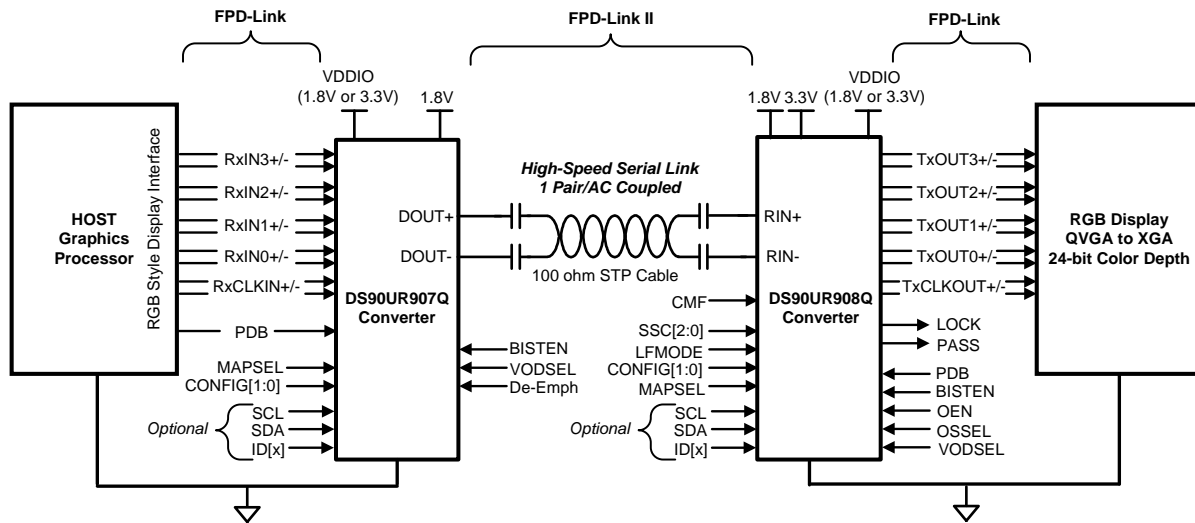 FPD-Link
FPD-Link II
FPD-Link
VDDIO
(1.8V or 3.3V)
1.8V
1.8V
3.3V
VDDIO
(1.8V or 3.3V)
HOST
Graphics
Processor
RGB Style Display Interface
RxIN3+/-
RxIN2+/-
RxIN1+/-
RxIN0+/-
RxCLKIN+/-
PDB
MAPSEL
CONFIG[1:0]
Optional
SCL
SDA
ID[x]
DOUT+
DOUT-
DS90UR907Q
Converter
BISTEN
VODSEL
De-Emph
High-Speed Serial Link
1 Pair/AC Coupled
100 ohm STP Cable
CMF
SSC[2:0]
LFMODE
CONFIG[1:0]
MAPSEL
Optional
SCL
SDA
ID[x]
RIN+
RIN-
DS90UR908Q
Converter
TxOUT3+/-
TxOUT2+/-
TxOUT1+/-
TxOUT0+/-
TxCLKOUT+/-
LOCK
PASS
PDB
BISTEN
OEN
OSSEL
VODSEL
RGB Display
QVGA to XGA
24-bit Color Depth